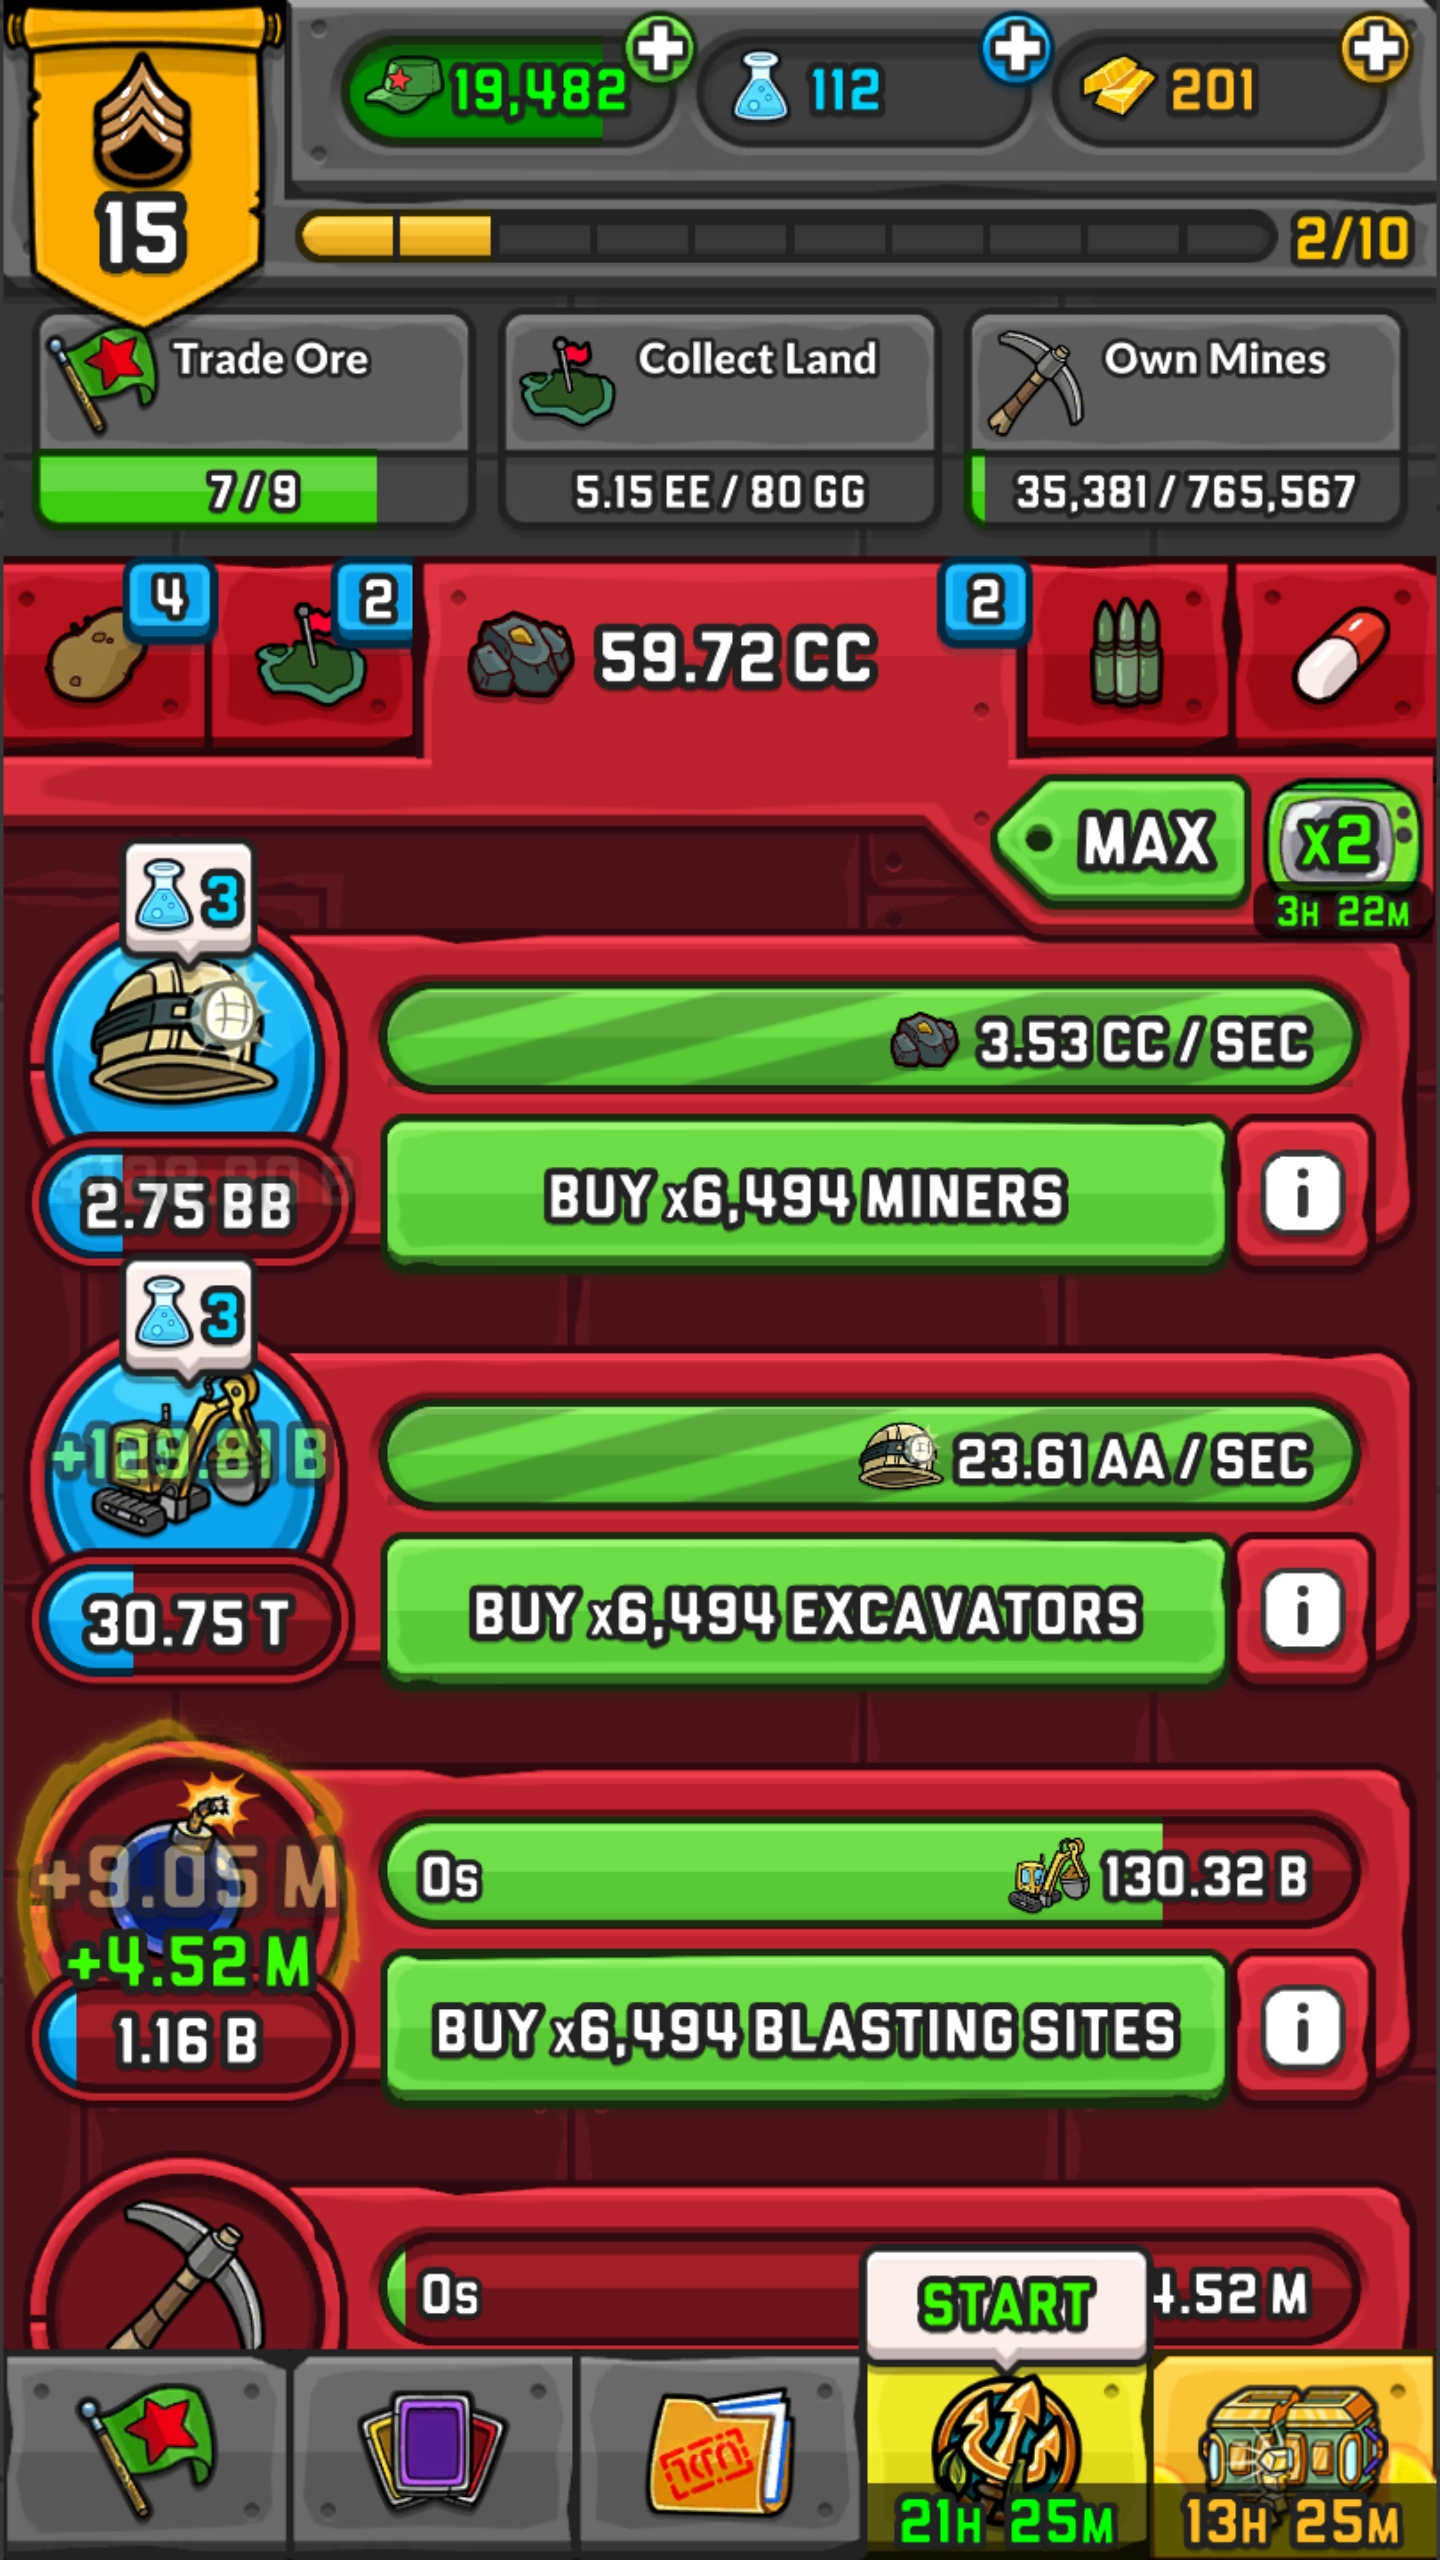 19,482
112
201
15
2/10
Trade Ore
Collect Land
Own Mines
7/9
5.15 EE / 80 GG
35,381 / 765,567
4
2
59.72 CC
2
MAX
x2
3H 22M
3
3.53 CC / SEC
2.75 BB
BUY x6,494 MINERS
i
3
+129.81 B
23.61 AA / SEC
30.75 T
BUY x6,494 EXCAVATORS
i
+9.05 M
0s
130.32 B
+4.52 M
1.16 B
BUY x6,494 BLASTING SITES
i
0s
4.52 M
START
21H 25M
13H 25M